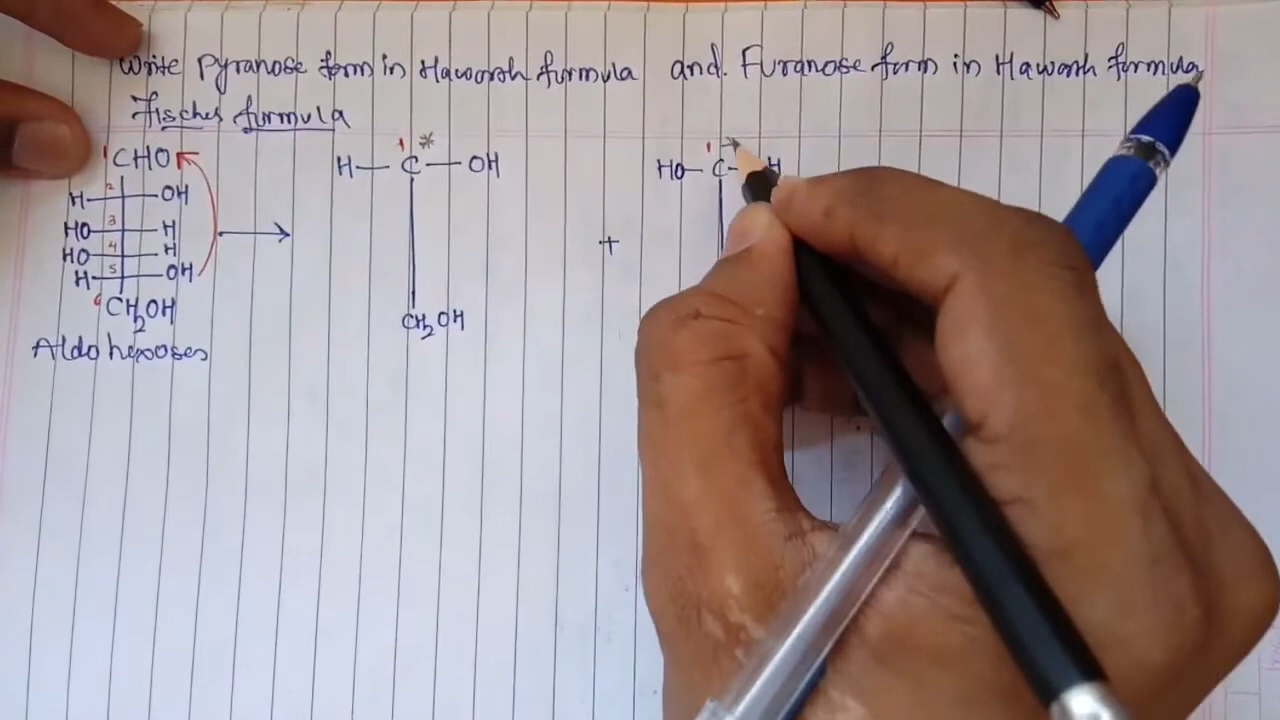 Write Pyranose form in Haworth formula and. Furanose form in Haworth formula
Fischer formula
1 CHO
H 2 OH
HO 3 H
HO 4 H
H 5 OH
6 CH2OH
Aldohexoses
H C 1 * OH
CH2OH
+
HO C 1 * H